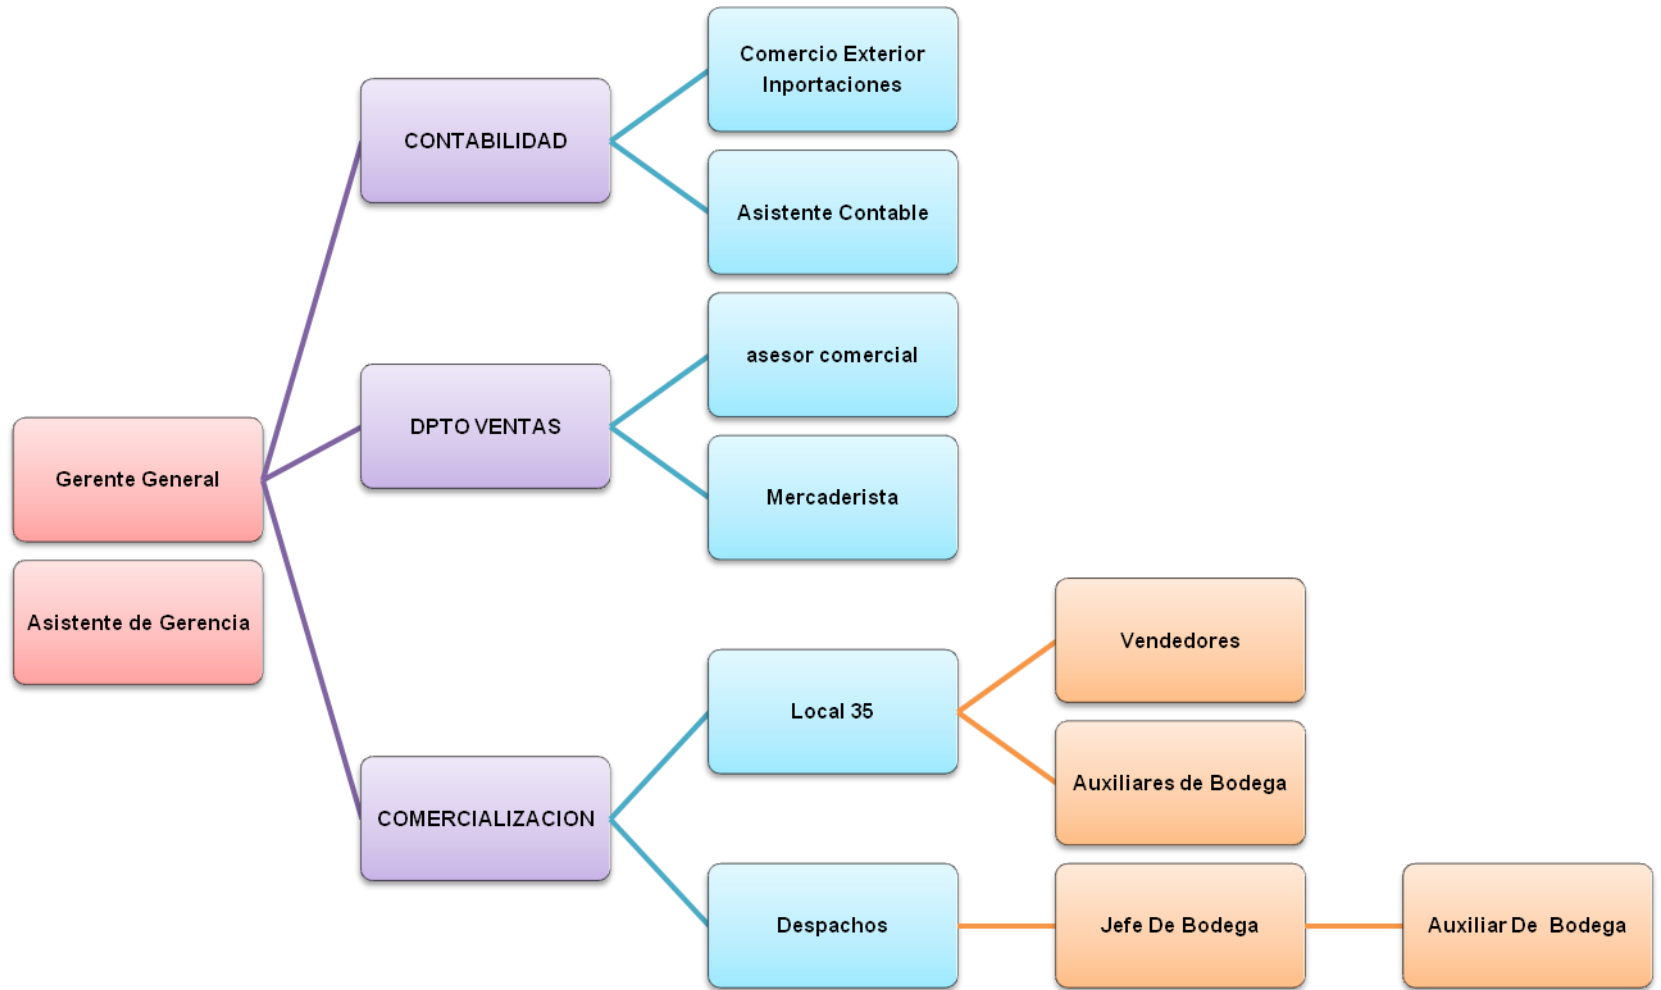 Gerente General
Asistente de Gerencia
CONTABILIDAD
Comercio Exterior
Inportaciones
Asistente Contable
DPTO VENTAS
asesor comercial
Mercaderista
COMERCIALIZACION
Local 35
Vendedores
Auxiliares de Bodega
Despachos
Jefe De Bodega
Auxiliar De Bodega